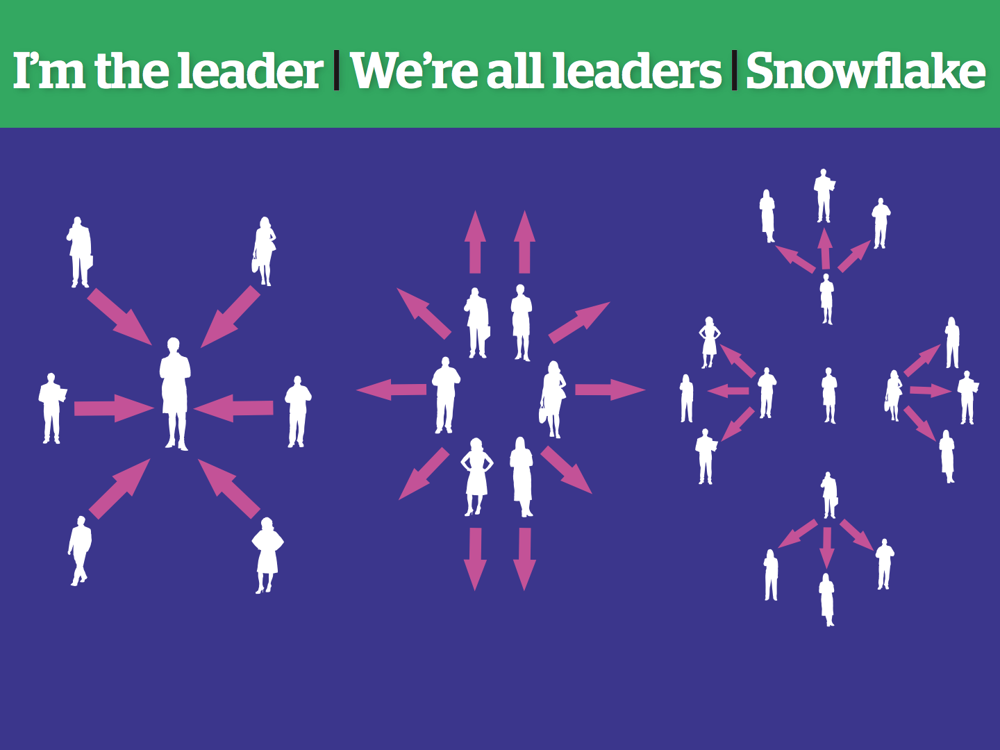 I’m the leader | We’re all leaders | Snowflake